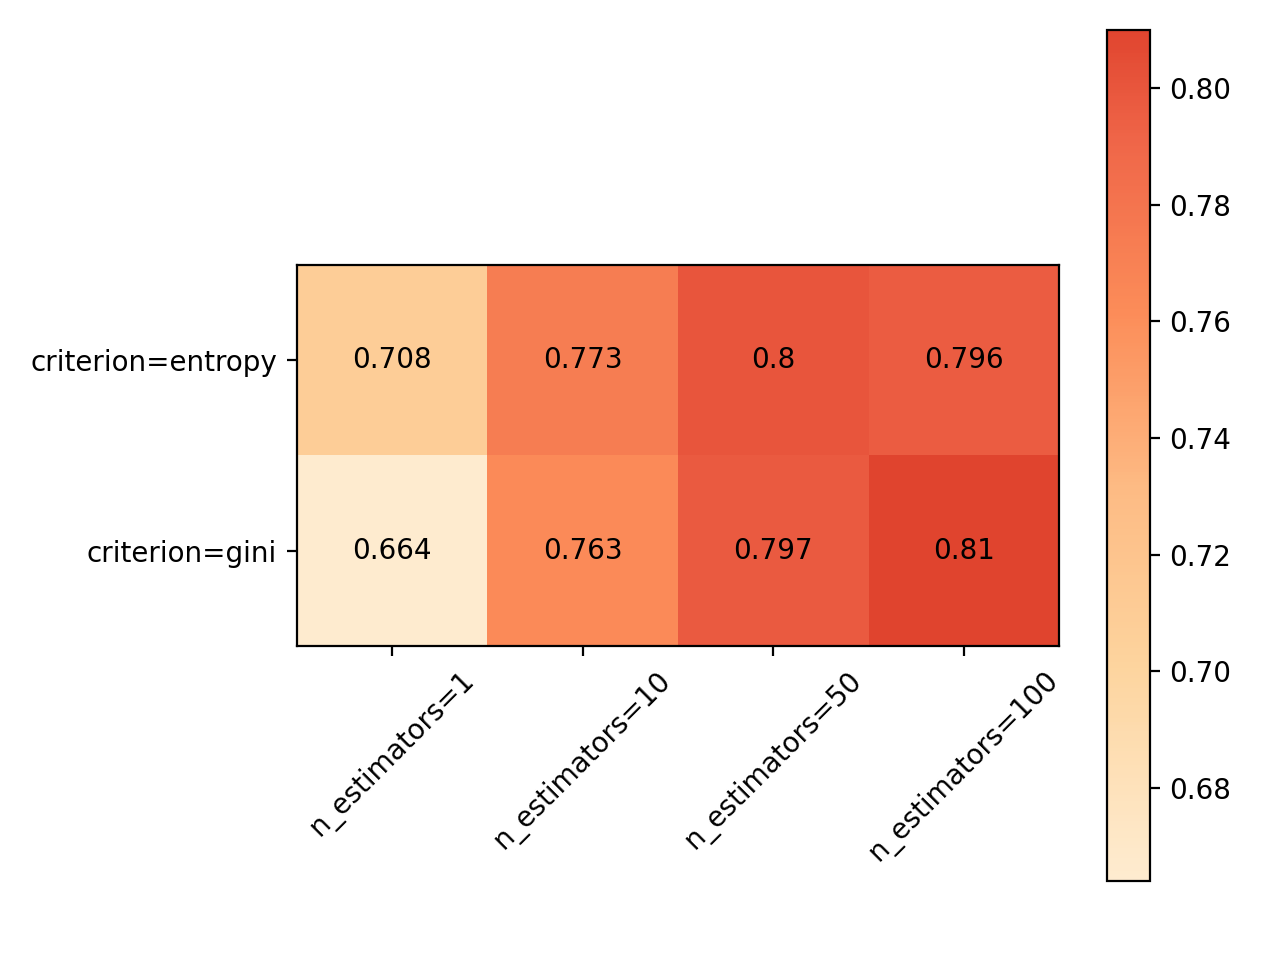 0.80
0.78
0.76
0.74
0.72
0.70
0.68
criterion=entropy
0.708 0.773 0.8 0.796
criterion=gini
0.664 0.763 0.797 0.81
n_estimators=1
n_estimators=10
n_estimators=50
n_estimators=100